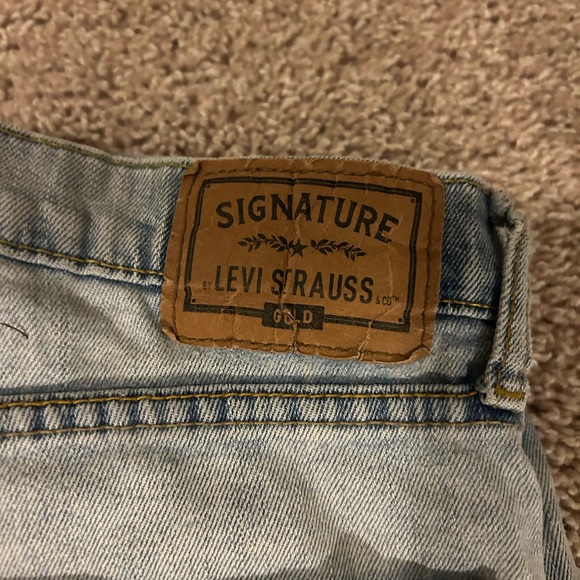 SIGNATURE
BY LEVI STRAUSS & CO™
GOLD